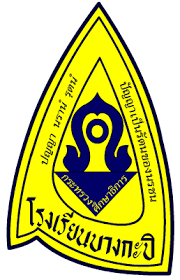 ปญฺญา นรานํ รตนํ
ปัญญาเป็นรัตนของนรชน
กระทรวงศึกษาธิการ
โรงเรียนบางกะปิ